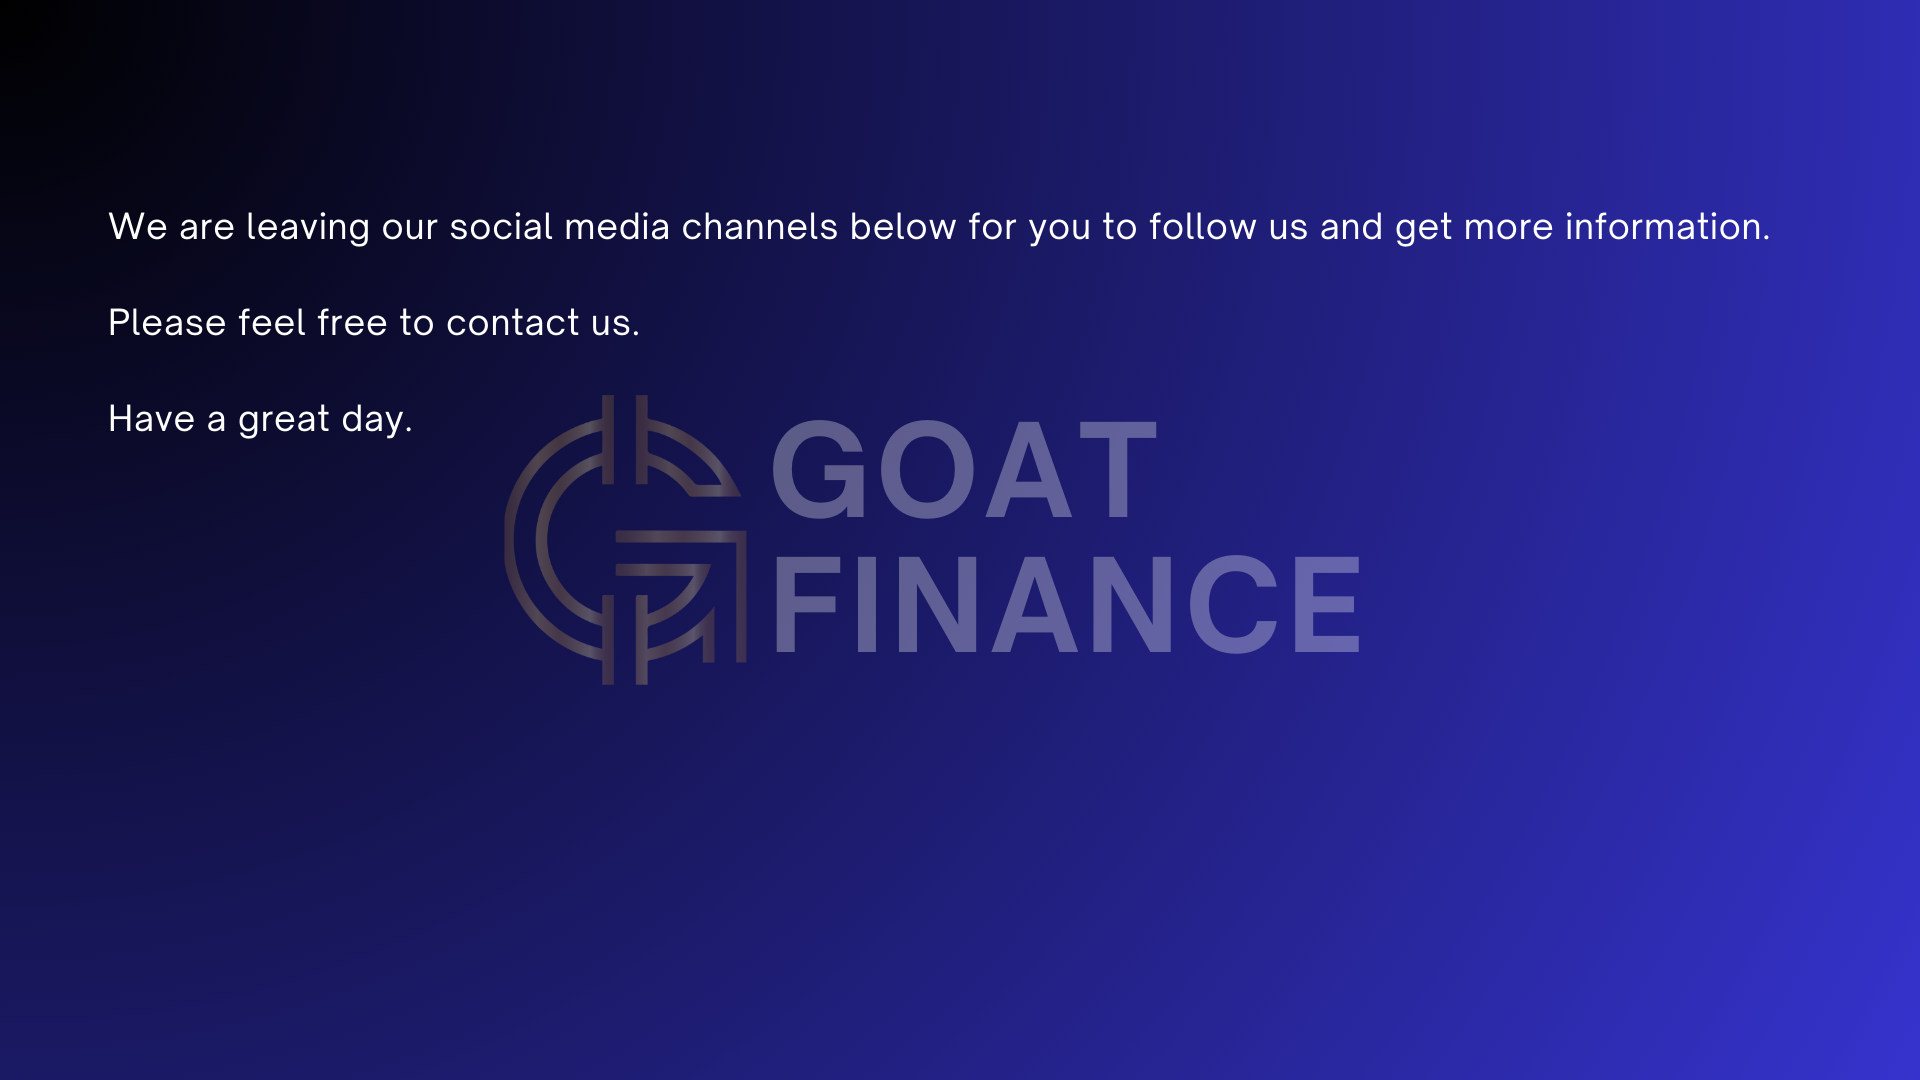 We are leaving our social media channels below for you to follow us and get more information.
Please feel free to contact us.
Have a great day.
GOAT
FINANCE